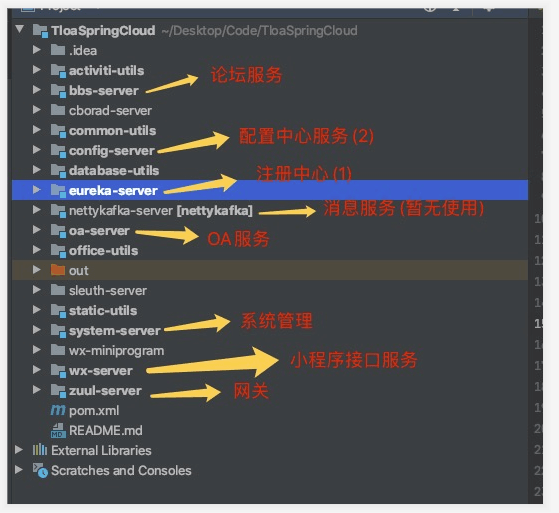 Project
TloaSpringCloud ~/Desktop/Code/TloaSpringCloud
.idea
activiti-utils
bbs-server 论坛服务
cborad-server
common-utils
config-server 配置中心服务(2)
database-utils
eureka-server 注册中心(1)
nettykafka-server [nettykafka] 消息服务(暂无使用)
oa-server OA服务
office-utils
out
sleuth-server
static-utils
system-server 系统管理
wx-miniprogram
wx-server 小程序接口服务
zuul-server 网关
pom.xml
README.md
External Libraries
Scratches and Consoles